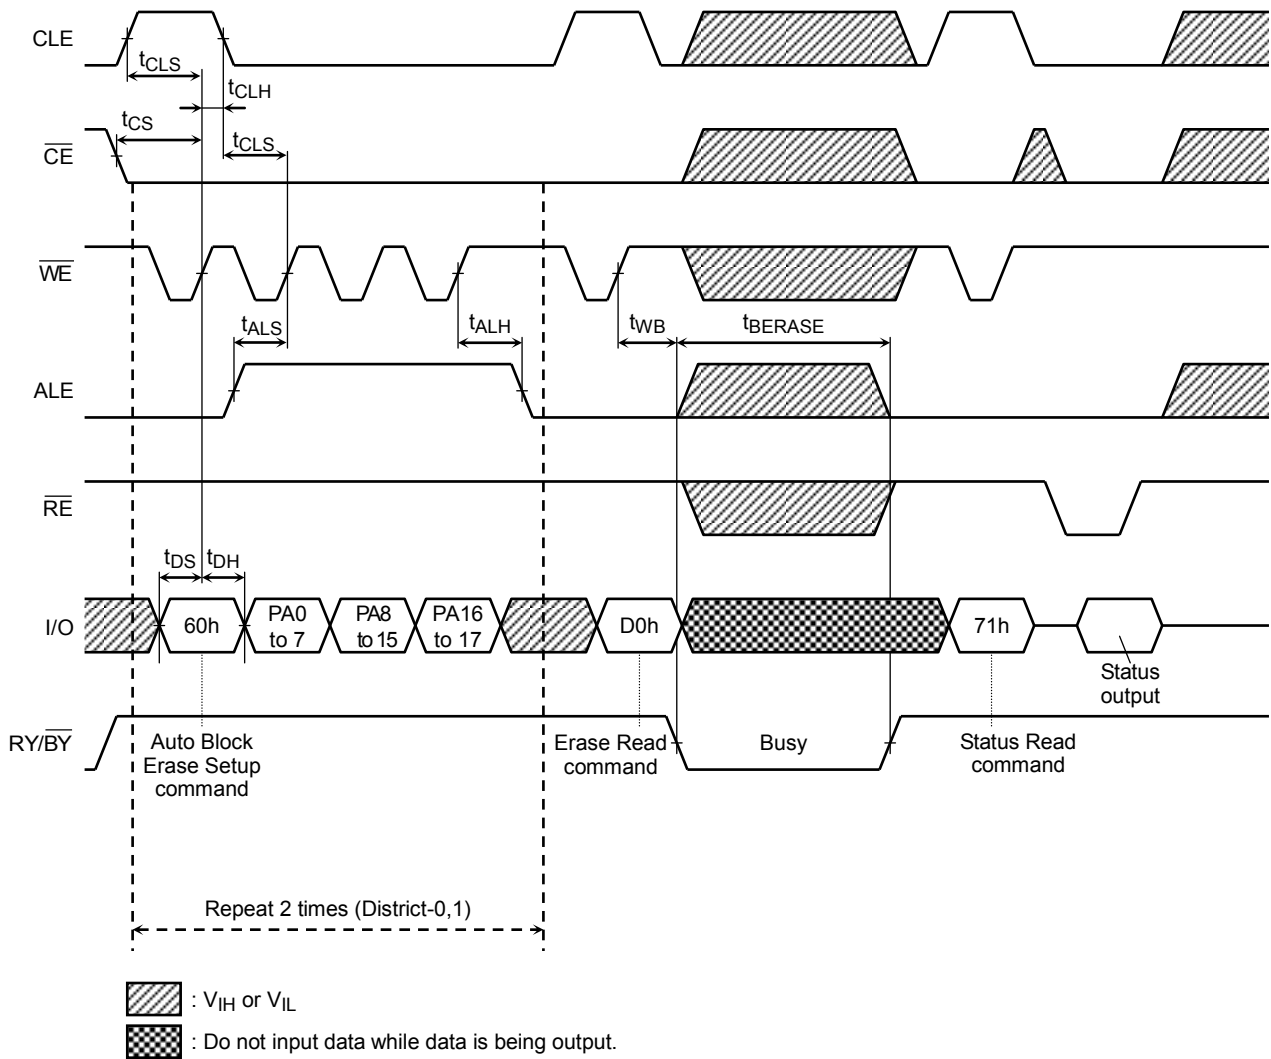 CLE
tCLS
tCLH
tCS
tCLS
CE
WE
tALS
tALH
tWB
tBERASE
ALE
RE
tDS
tDH
I/O
60h
PA0
to 7
PA8
to 15
PA16
to 17
D0h
71h
Status
output
RY/BY
Auto Block
Erase Setup
command
Erase Read
command
Busy
Status Read
command
Repeat 2 times (District-0,1)
: VIH or VIL
: Do not input data while data is being output.